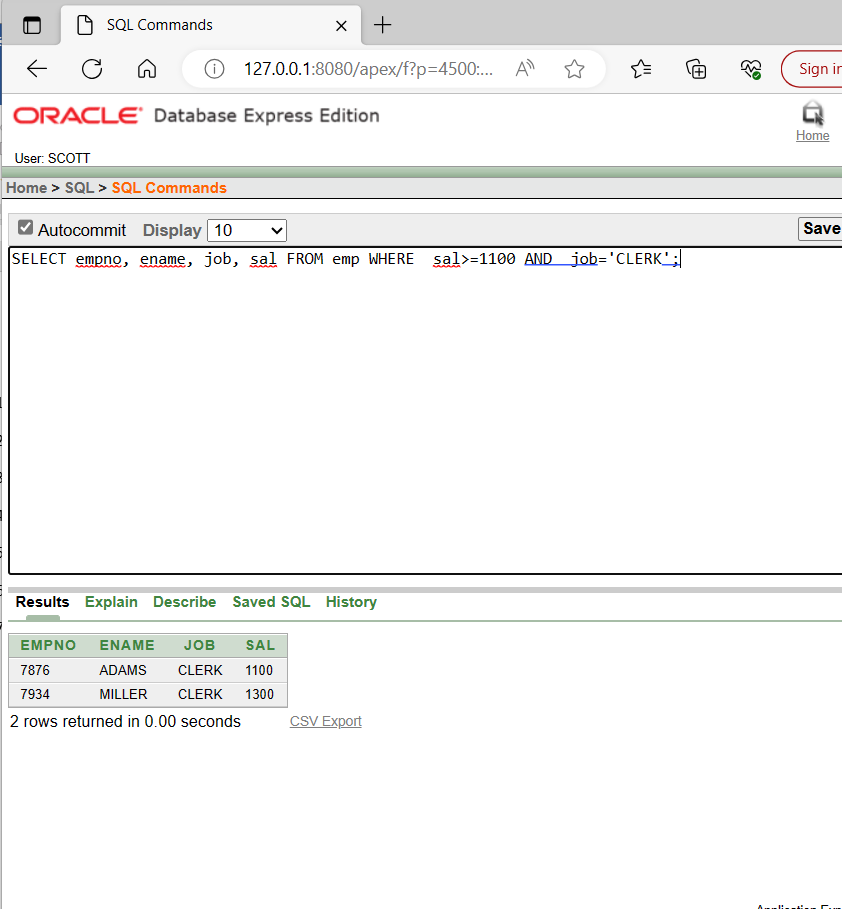 SQL Commands
127.0.0.1:8080/apex/f?p=4500:... A Sign in
ORACLE Database Express Edition
Home
User: SCOTT
Home > SQL > SQL Commands
Autocommit Display 10 Save
SELECT empno, ename, job, sal FROM emp WHERE  sal>=1100 AND  job='CLERK';
Results Explain Describe Saved SQL History
EMPNO ENAME JOB SAL
7876 ADAMS CLERK 1100
7934 MILLER CLERK 1300
2 rows returned in 0.00 seconds CSV Export